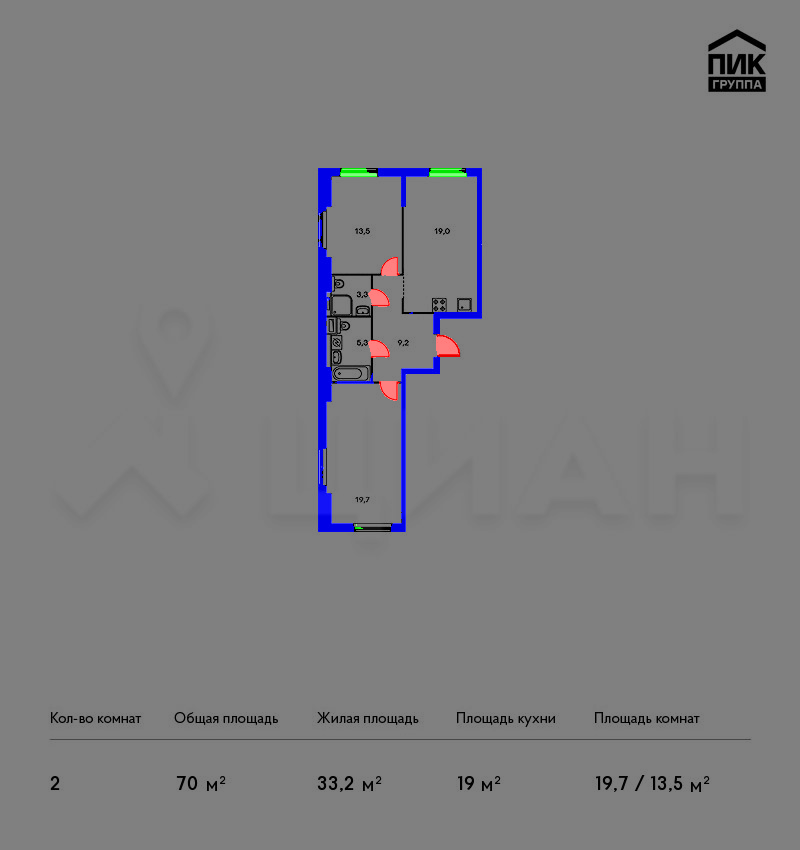 ПИК
ГРУППА
13,5
19,0
3,3
5,3
9,2
ЦИАН
19,7
Кол-во комнат Общая площадь Жилая площадь Площадь кухни Площадь комнат
2 70 м² 33,2 м² 19 м² 19,7 / 13,5 м²